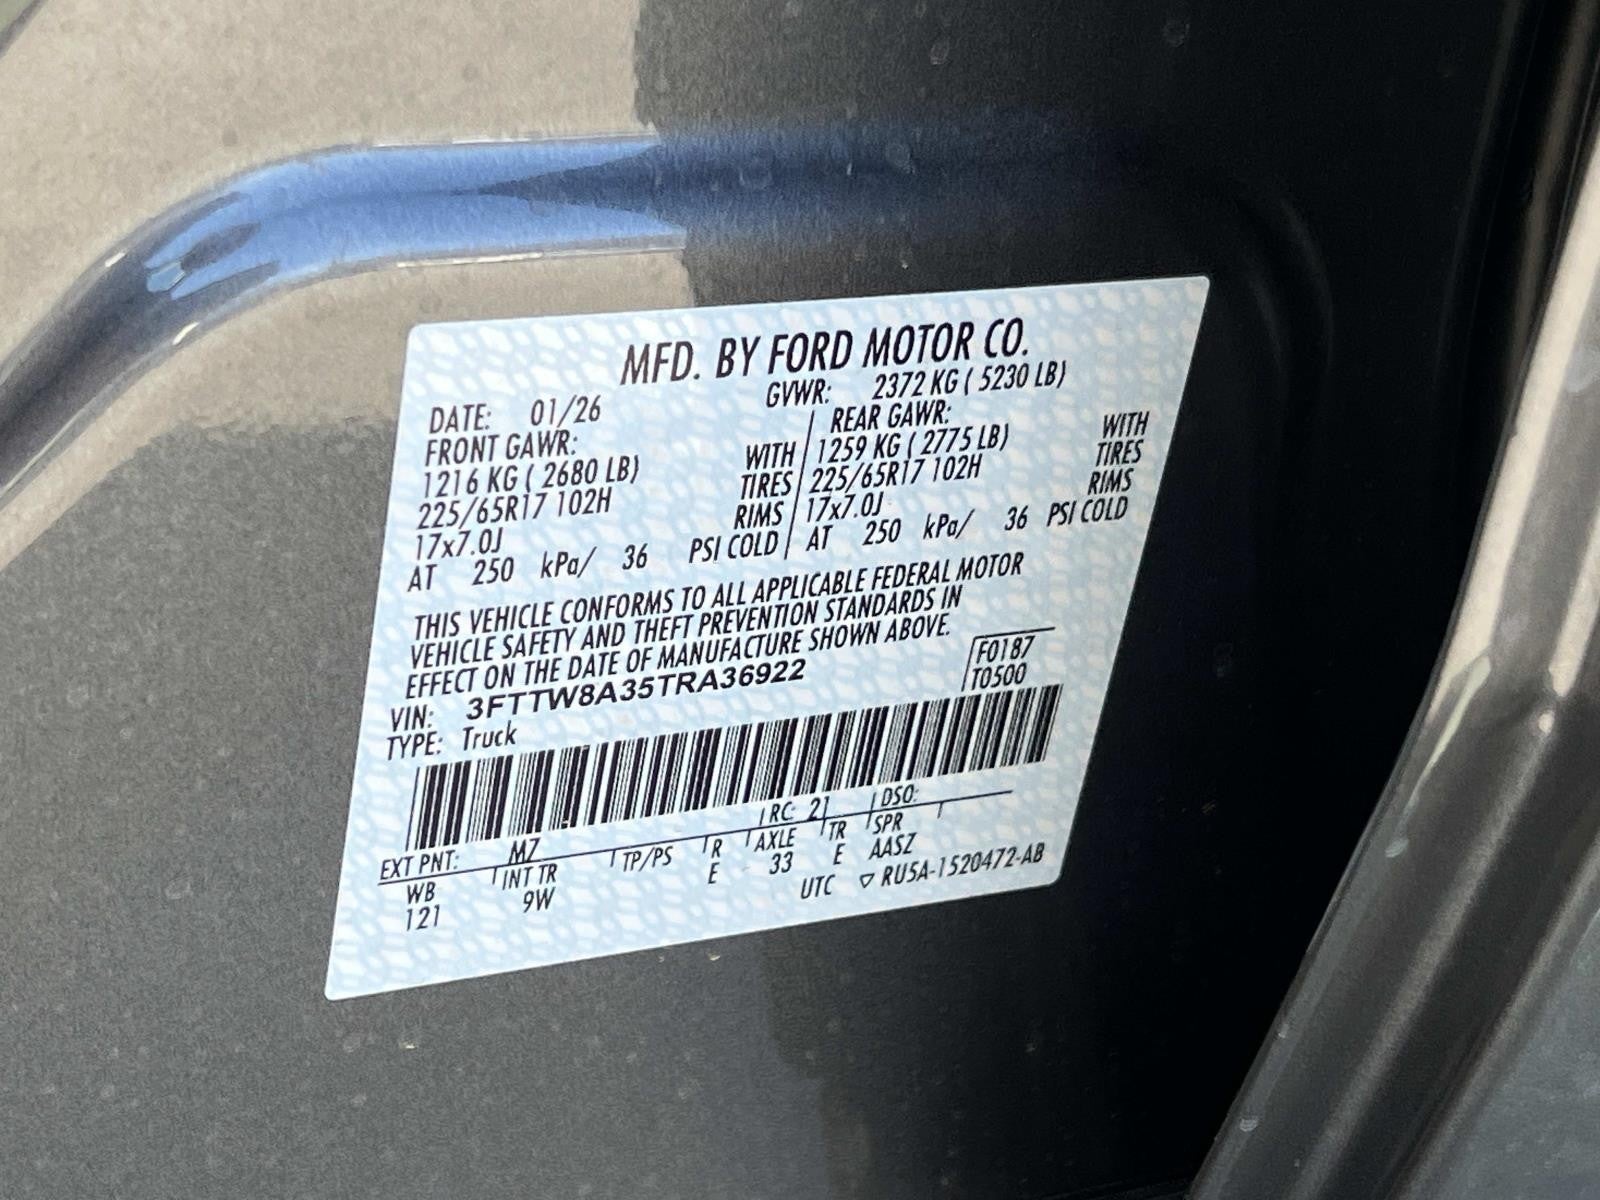 MFD. BY FORD MOTOR CO.
DATE: 01/26 GVWR: 2372 KG ( 5230 LB)
FRONT GAWR: REAR GAWR:
1216 KG ( 2680 LB) WITH 1259 KG ( 2775 LB) WITH
225/65R17 102H TIRES 225/65R17 102H TIRES
17x7.0J RIMS 17x7.0J RIMS
AT 250 kPa/ 36 PSI COLD AT 250 kPa/ 36 PSI COLD
THIS VEHICLE CONFORMS TO ALL APPLICABLE FEDERAL MOTOR
VEHICLE SAFETY AND THEFT PREVENTION STANDARDS IN
EFFECT ON THE DATE OF MANUFACTURE SHOWN ABOVE.
VIN: 3FTTW8A35TRA36922 F0187
TYPE: Truck T0500
EXT PNT: MZ RC: 21 DSO:
WB INT TR TP/PS R AXLE TR SPR
121 9W E 33 E AASZ
UTC ▽ RU5A-1520472-AB